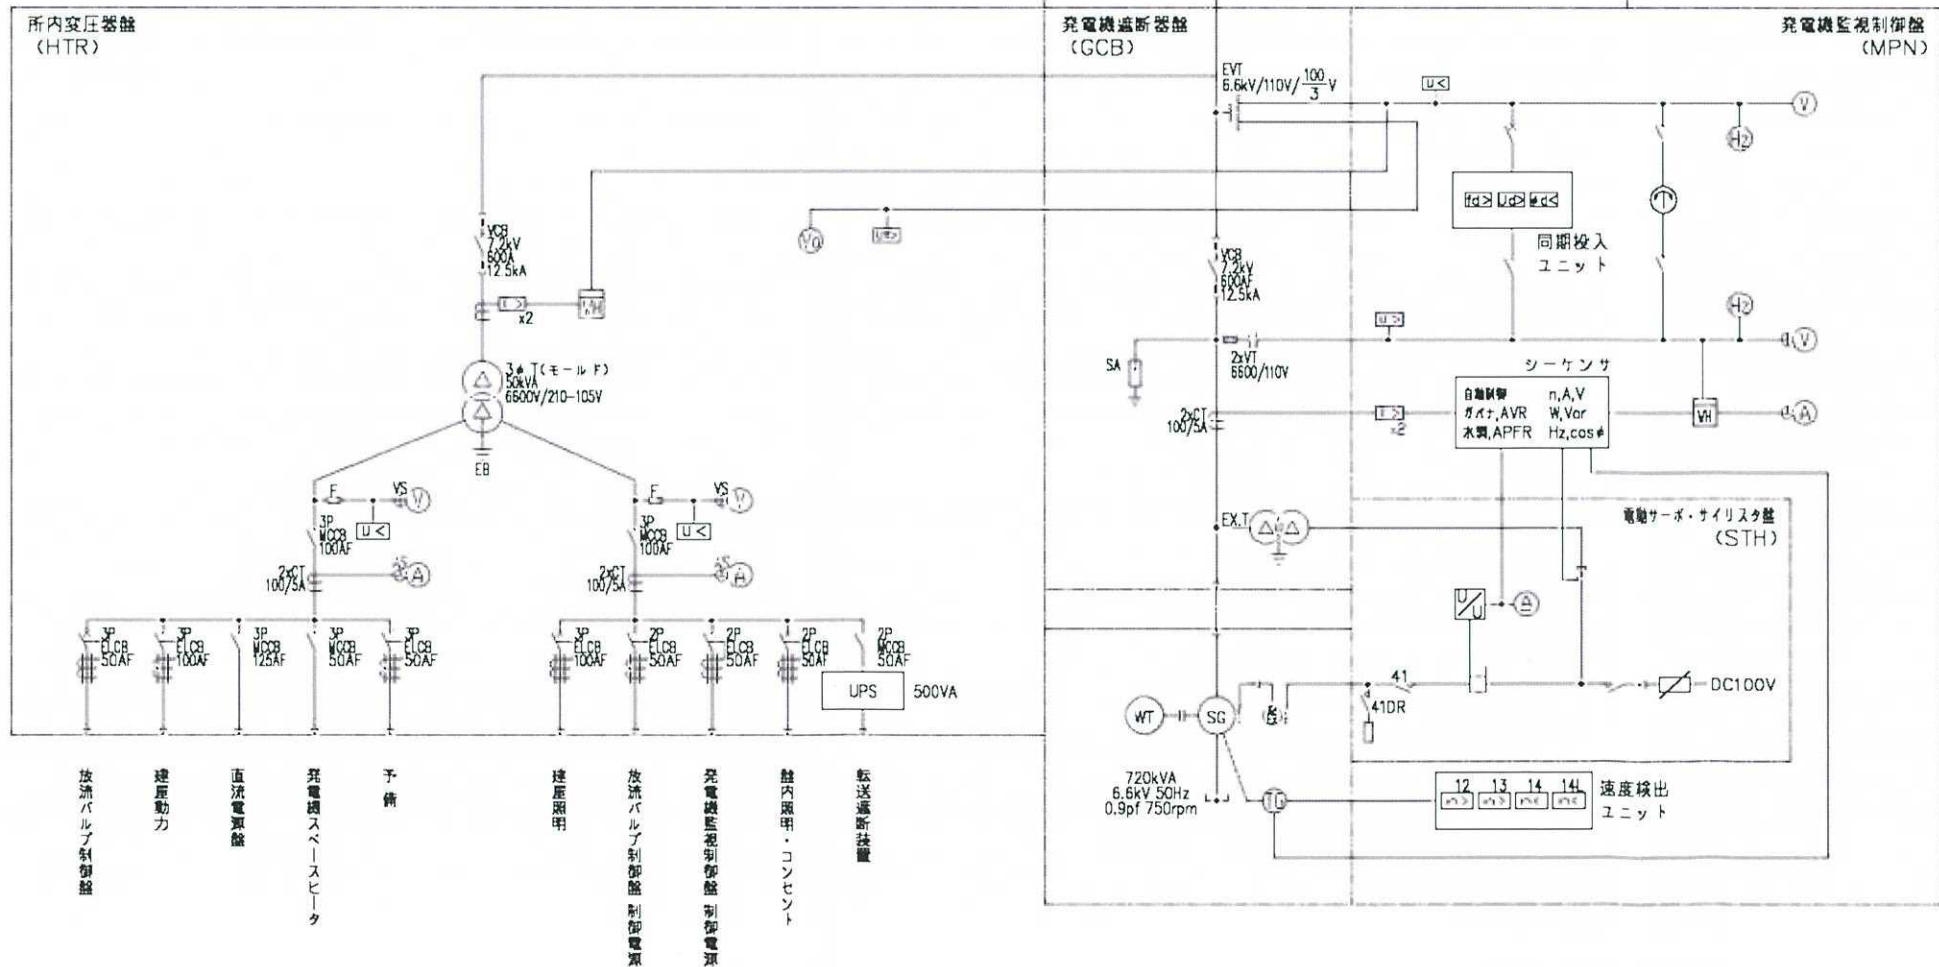 所内変圧器盤
(HTR)
発電機遮断器盤
(GCB)
発電機監視制御盤
(MPN)
EVT
6.6kV/110V/100/3 V
U<
V
Hz
fd> Ud> φd<
同期投入
ユニット
V0
VCB
7.2kV
600A
12.5kA
I>
x2
WH
VCB
7.2kV
600AF
12.5kA
Hz
U>
V
SA
2xVT
6600/110V
シーケンサ
自動制御 n,A,V
ガバナ,AVR W,Var
水調,APFR Hz,cosφ
2xCT
100/5A
I>
x2
WH
A
3φ T(モールド)
50kVA
6600V/210-105V
EB
F
VS
V
3P
MCCB
100AF
U<
2xCT
100/5A
AS
A
F
VS
V
3P
MCCB
100AF
U<
2xCT
100/5A
AS
A
EX.T
電動サーボ・サイリスタ盤
(STH)
U/U
A
3P
ELCB
50AF
3P
ELCB
100AF
3P
MCCB
125AF
3P
MCCB
50AF
3P
ELCB
50AF
3P
ELCB
100AF
2P
ELCB
50AF
2P
ELCB
50AF
2P
ELCB
50AF
2P
MCCB
50AF
UPS
500VA
41
41DR
DC100V
WT
SG
720kVA
6.6kV 50Hz
0.9pf 750rpm
TG
12 13 14 14L
速度検出
ユニット
放流バルブ制御盤
建屋動力
直流電源盤
発電機スペースヒータ
予備
建屋照明
放流バルブ制御盤 制御電源
発電機監視制御盤 制御電源
盤内照明・コンセント
転送遮断装置